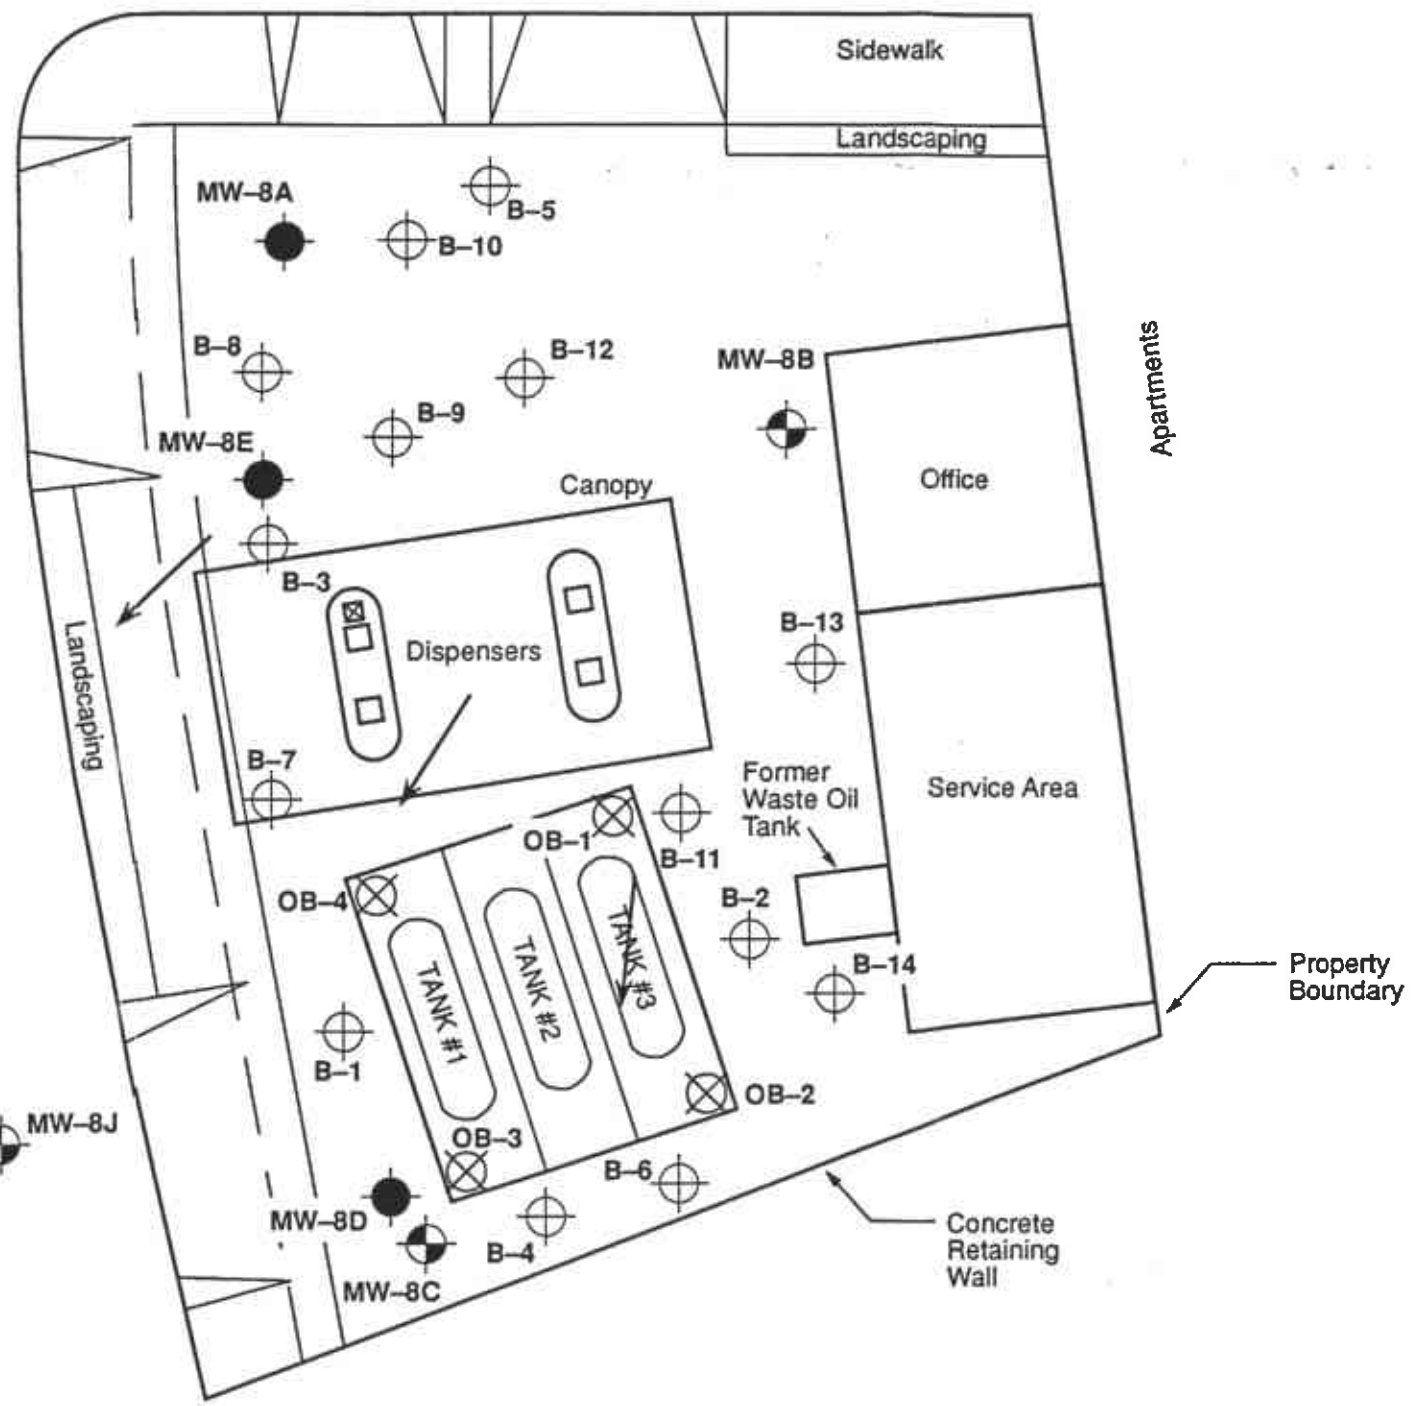 Sidewalk
Landscaping
MW–8A
B–5
B–10
B–8
B–12
MW–8B
Apartments
B–9
MW–8E
Office
Canopy
B–3
B–13
Dispensers
Landscaping
B–7
Former
Waste Oil
Tank
Service Area
OB–1
B–11
OB–4
B–2
TANK #1
TANK #2
TANK #3
B–14
Property
Boundary
B–1
OB–2
MW–8J
OB–3
B–6
MW–8D
B–4
MW–8C
Concrete
Retaining
Wall